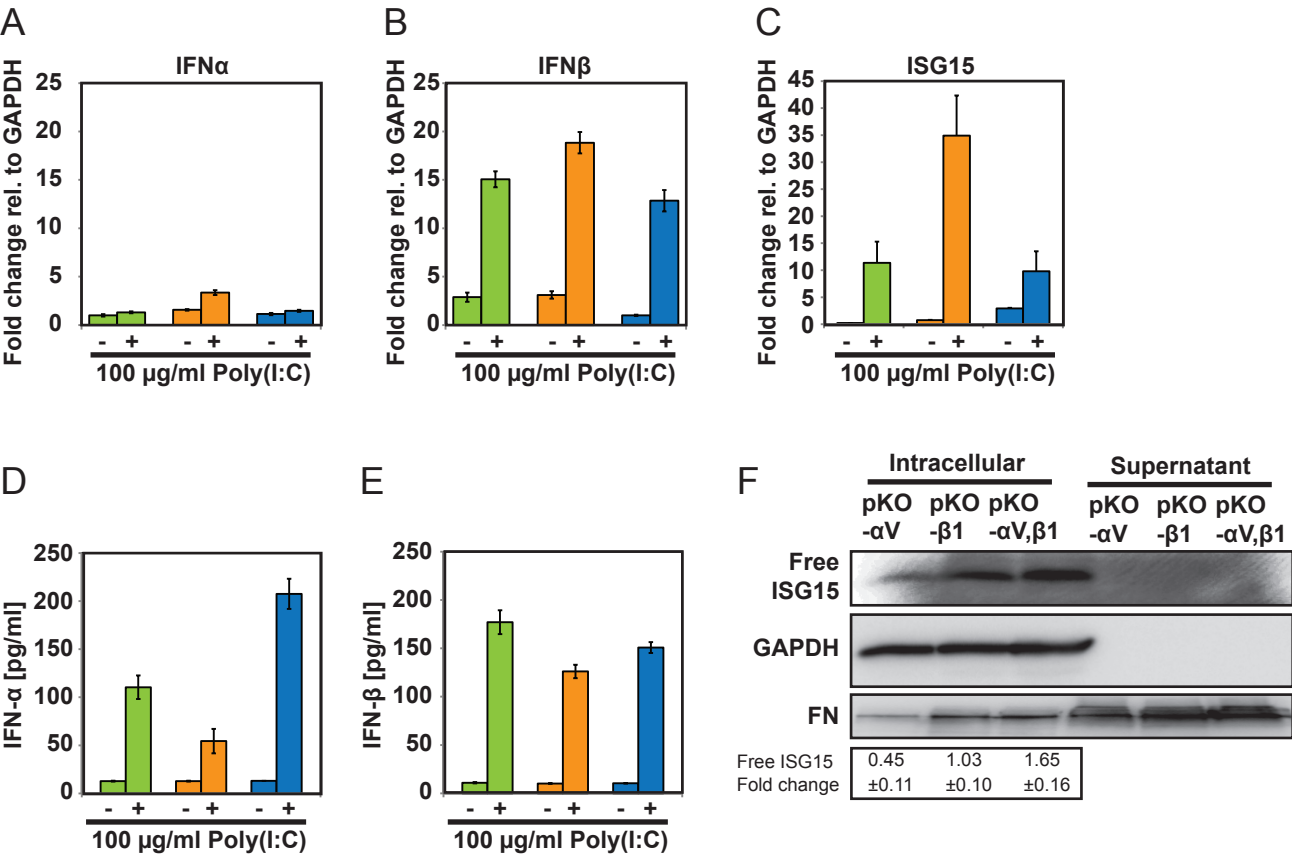 A
IFNα
Fold change rel. to GAPDH
25
20
15
10
5
0
- + - + - +
100 µg/ml Poly(I:C)
B
IFNβ
Fold change rel. to GAPDH
25
20
15
10
5
0
- + - + - +
100 µg/ml Poly(I:C)
C
ISG15
Fold change rel. to GAPDH
45
40
35
30
25
20
15
10
5
0
- + - + - +
100 µg/ml Poly(I:C)
D
IFN-α [pg/ml]
250
200
150
100
50
0
- + - + - +
100 µg/ml Poly(I:C)
E
IFN-β [pg/ml]
250
200
150
100
50
0
- + - + - +
100 µg/ml Poly(I:C)
F
Intracellular Supernatant
pKO pKO pKO pKO pKO pKO
-αV -β1 -αV,β1 -αV -β1 -αV,β1
Free
ISG15
GAPDH
FN
Free ISG15 0.45 1.03 1.65
Fold change ±0.11 ±0.10 ±0.16